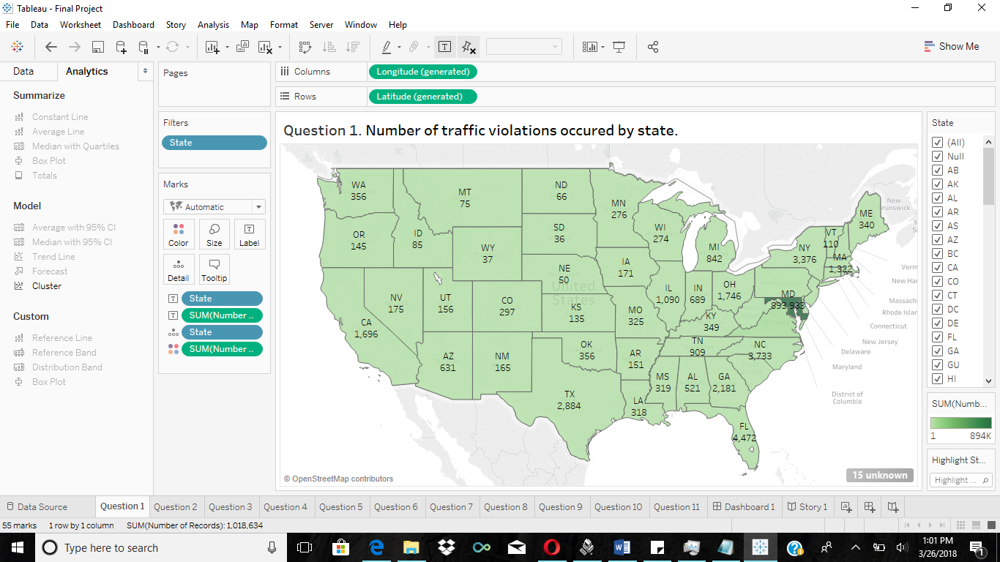 Tableau - Final Project
File Data Worksheet Dashboard Story Analysis Map Format Server Window Help
Show Me
Data Analytics
Summarize
Constant Line
Average Line
Median with Quartiles
Box Plot
Totals
Model
Average with 95% CI
Median with 95% CI
Trend Line
Forecast
Cluster
Custom
Reference Line
Reference Band
Distribution Band
Box Plot
Pages
Filters
State
Marks
Automatic
Color Size Label
Detail Tooltip
State
SUM(Number ..
State
SUM(Number ..
Columns Longitude (generated)
Rows Latitude (generated)
Question 1. Number of traffic violations occured by state.
WA
356
MT
75
ND
66
MN
276
OR
145
ID
85
WY
37
SD
36
WI
274
MI
842
NY
3,376
VT
110
ME
340
MA
1,322
NE
50
IA
171
NV
175
UT
156
CO
297
KS
135
MO
325
IL
1,090
IN
689
OH
1,746
MD
893,933
KY
349
CA
1,696
AZ
631
NM
165
OK
356
AR
151
TN
909
NC
3,733
TX
2,884
LA
318
MS
319
AL
521
GA
2,181
FL
4,472
United
States
New
Brunswick
Verm
New Har
Massach
Rhode Islan
Connecticut
New Jersey
Delaware
Maryland
District of
Columbia
© OpenStreetMap contributors
15 unknown
State
(All)
Null
AB
AK
AL
AR
AS
AZ
BC
CA
CO
CT
DC
DE
FL
GA
GU
HI
SUM(Numb...
1 894K
Highlight St...
Highlight ...
Data Source Question 1 Question 2 Question 3 Question 4 Question 5 Question 6 Question 7 Question 8 Question 9 Question 10 Question 11 Dashboard 1 Story 1
55 marks 1 row by 1 column SUM(Number of Records): 1,018,634
Type here to search
1:01 PM
3/26/2018
1